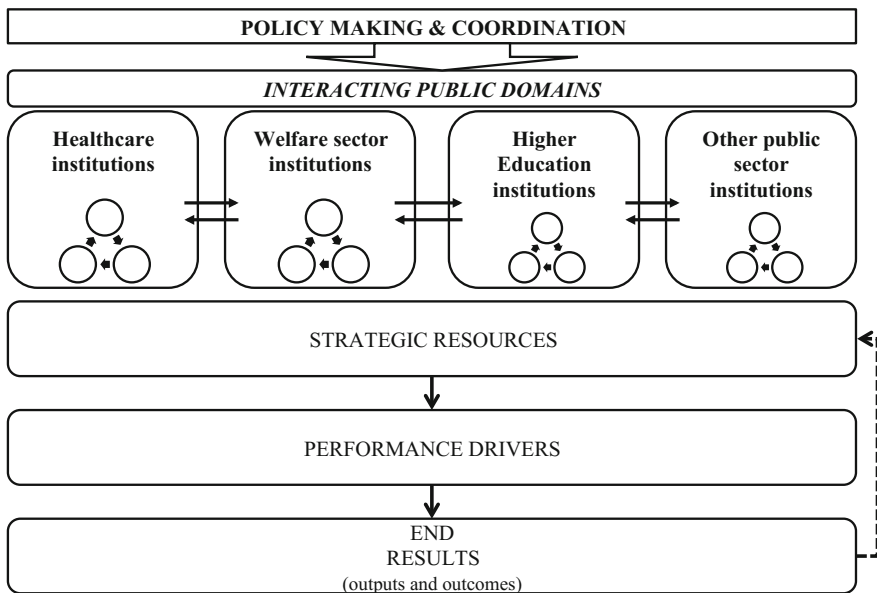 POLICY MAKING & COORDINATION
INTERACTING PUBLIC DOMAINS
Healthcare
institutions
Welfare sector
institutions
Higher
Education
institutions
Other public
sector
institutions
STRATEGIC RESOURCES
PERFORMANCE DRIVERS
END
RESULTS
(outputs and outcomes)